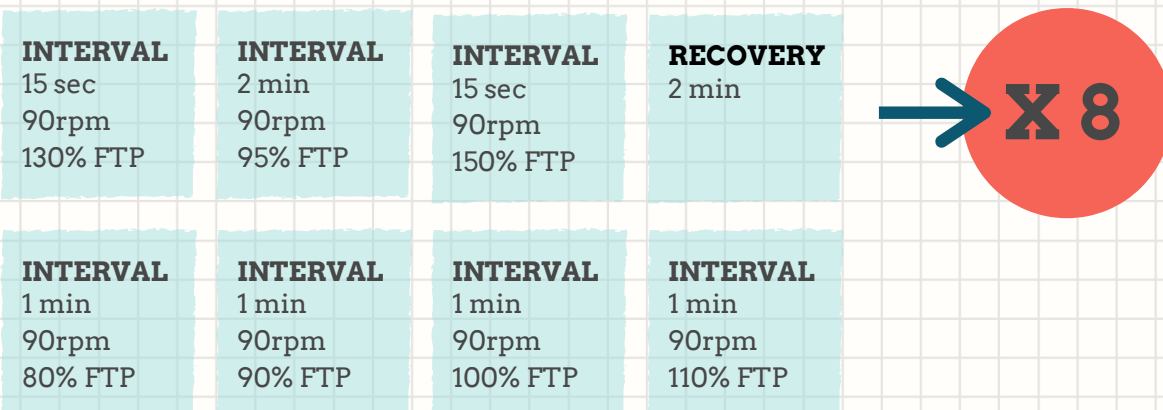 INTERVAL
15 sec
90rpm
130% FTP
INTERVAL
2 min
90rpm
95% FTP
INTERVAL
15 sec
90rpm
150% FTP
RECOVERY
2 min
X 8
INTERVAL
1 min
90rpm
80% FTP
INTERVAL
1 min
90rpm
90% FTP
INTERVAL
1 min
90rpm
100% FTP
INTERVAL
1 min
90rpm
110% FTP